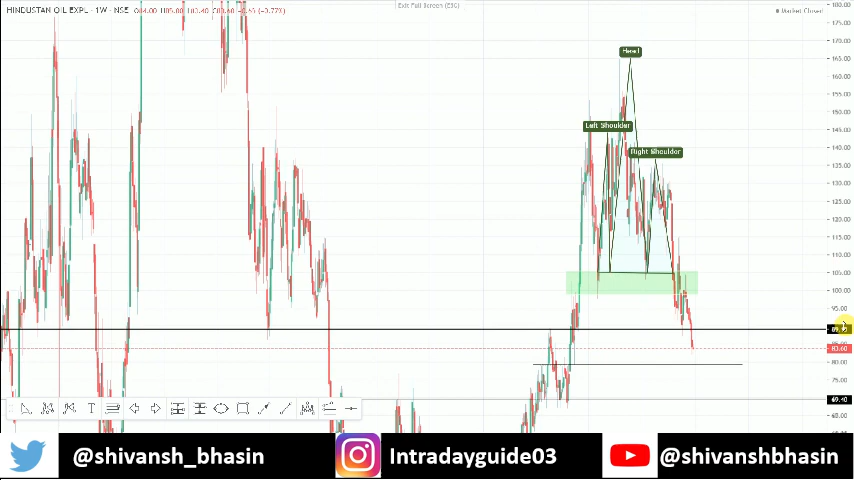 Exit Full Screen (ESC)
HINDUSTAN OIL EXPL · 1W · NSE
Market Closed
180.00
175.00
170.00
165.00
160.00
155.00
150.00
145.00
140.00
135.00
130.00
125.00
120.00
115.00
110.00
105.00
100.00
95.00
83.60
80.00
75.00
69.40
65.00
Head
Left Shoulder
Right Shoulder
T
@shivansh_bhasin
Intradayguide03
@shivanshbhasin